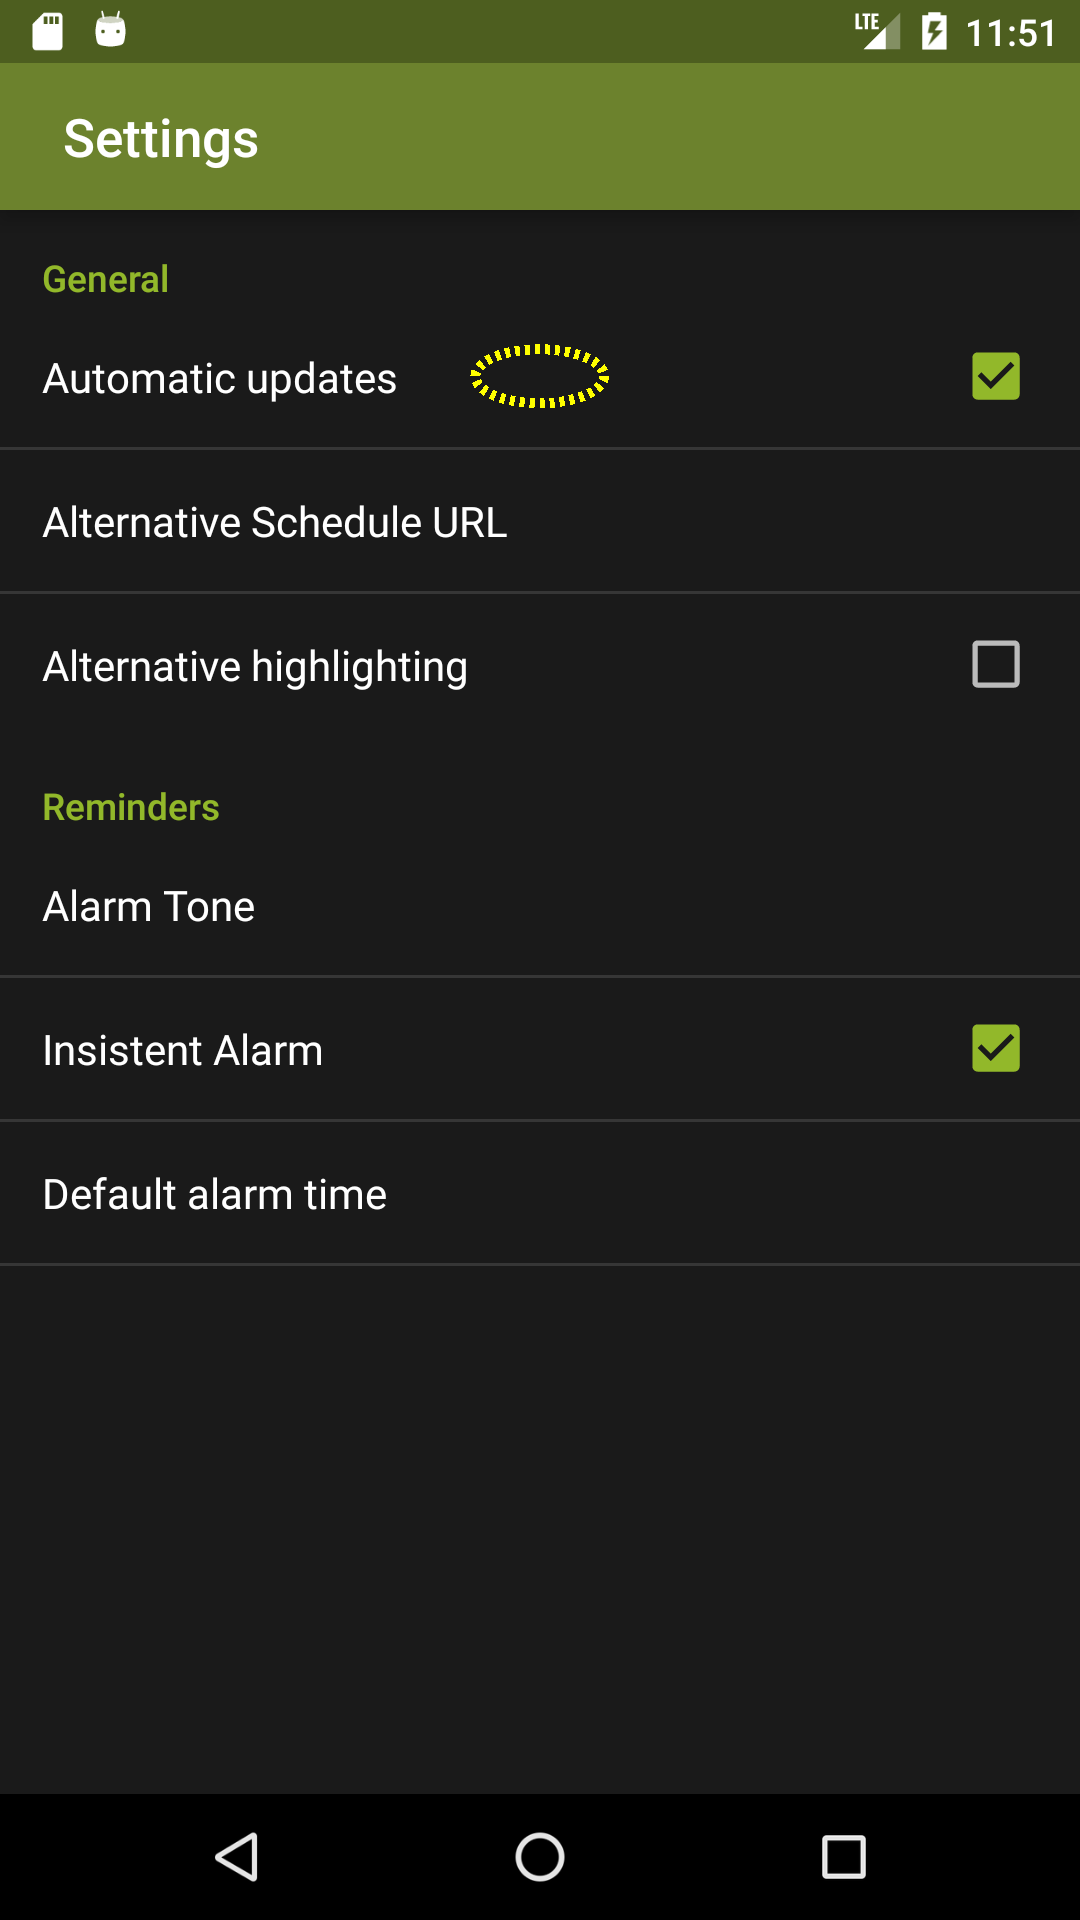 LTE 11:51
Settings
General
Automatic updates
Alternative Schedule URL
Alternative highlighting
Reminders
Alarm Tone
Insistent Alarm
Default alarm time